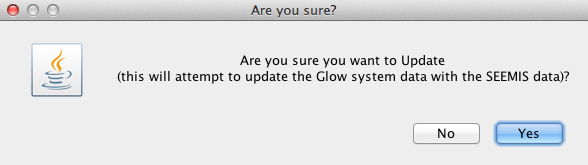 Are you sure?
Are you sure you want to Update
(this will attempt to update the Glow system data with the SEEMIS data)?
No
Yes